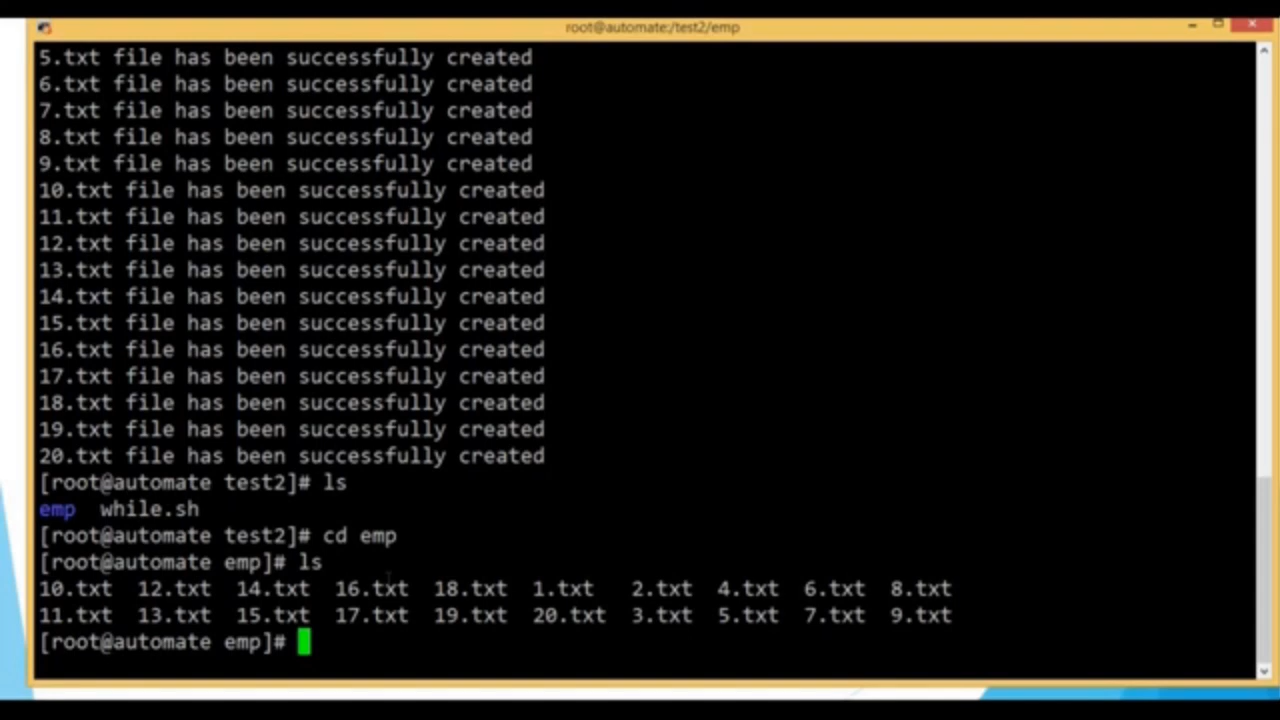 root@automate:/test2/emp
5.txt file has been successfully created
6.txt file has been successfully created
7.txt file has been successfully created
8.txt file has been successfully created
9.txt file has been successfully created
10.txt file has been successfully created
11.txt file has been successfully created
12.txt file has been successfully created
13.txt file has been successfully created
14.txt file has been successfully created
15.txt file has been successfully created
16.txt file has been successfully created
17.txt file has been successfully created
18.txt file has been successfully created
19.txt file has been successfully created
20.txt file has been successfully created
[root@automate test2]# ls
emp  while.sh
[root@automate test2]# cd emp
[root@automate emp]# ls
10.txt  12.txt  14.txt  16.txt  18.txt  1.txt   2.txt  4.txt  6.txt  8.txt
11.txt  13.txt  15.txt  17.txt  19.txt  20.txt  3.txt  5.txt  7.txt  9.txt
[root@automate emp]#